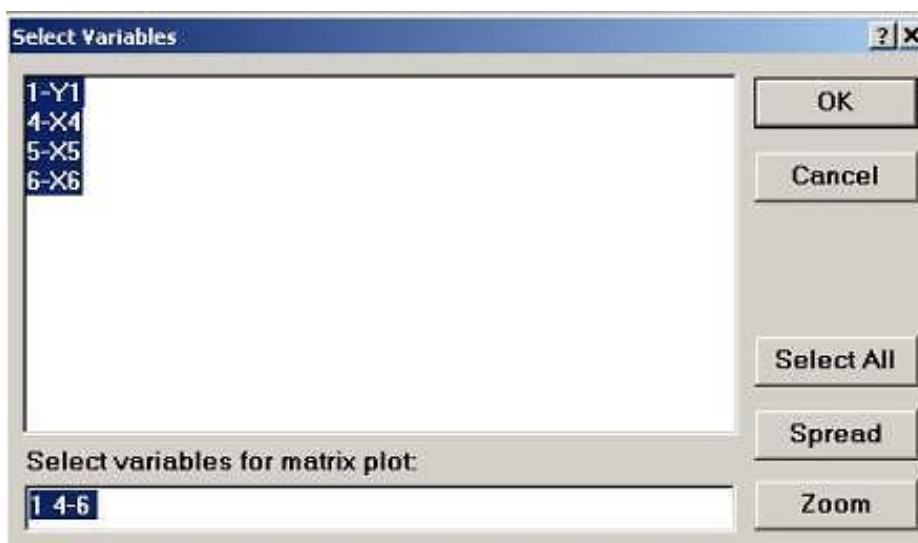 Select Variables
1-Y1
4-X4
5-X5
6-X6
OK
Cancel
Select All
Spread
Zoom
Select variables for matrix plot:
1 4-6